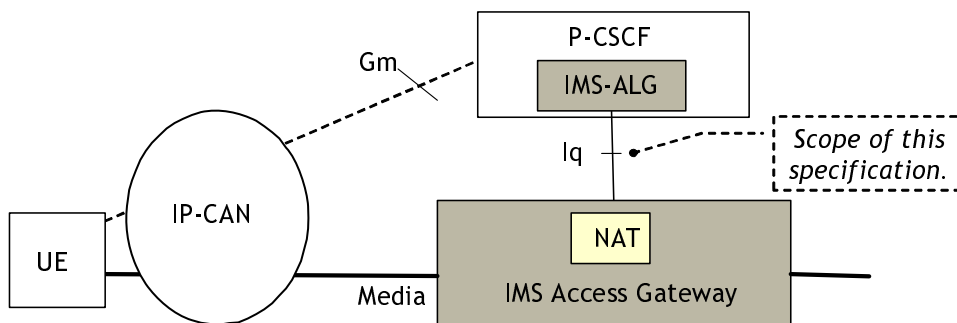 P-CSCF
Gm
IMS-ALG
Iq
Scope of this
specification.
IP-CAN
NAT
UE
Media
IMS Access Gateway